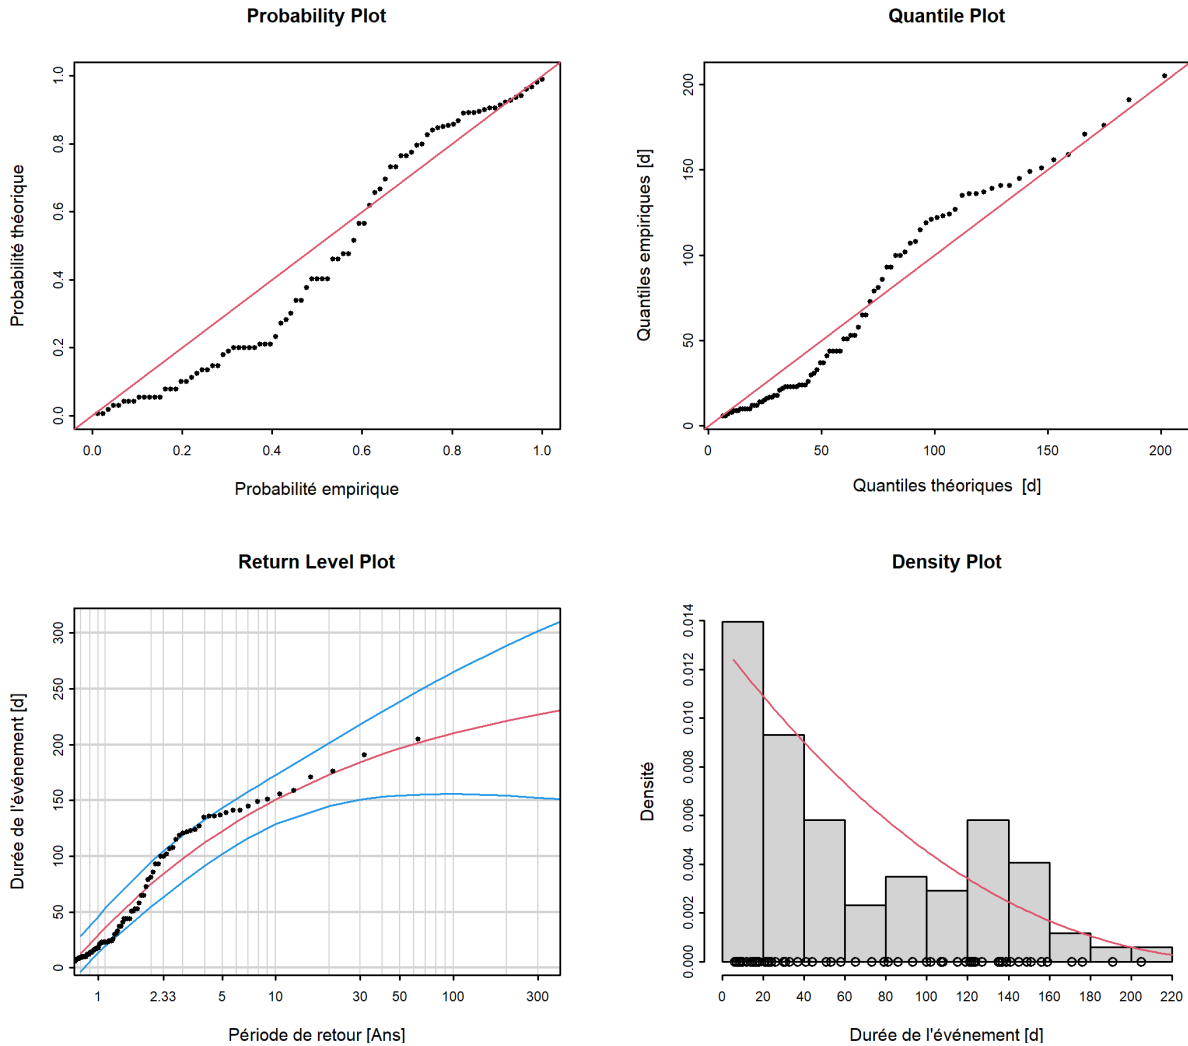 Probability Plot
Probabilité théorique
1.0
0.8
0.6
0.4
0.2
0.0
0.0 0.2 0.4 0.6 0.8 1.0
Probabilité empirique
Quantile Plot
Quantiles empiriques [d]
200
150
100
50
0
0 50 100 150 200
Quantiles théoriques [d]
Return Level Plot
Durée de l'événement [d]
300
250
200
150
100
50
0
1 2.33 5 10 30 50 100 300
Période de retour [Ans]
Density Plot
Densité
0.014
0.012
0.010
0.008
0.006
0.004
0.002
0.000
0 20 40 60 80 100 120 140 160 180 200 220
Durée de l'événement [d]